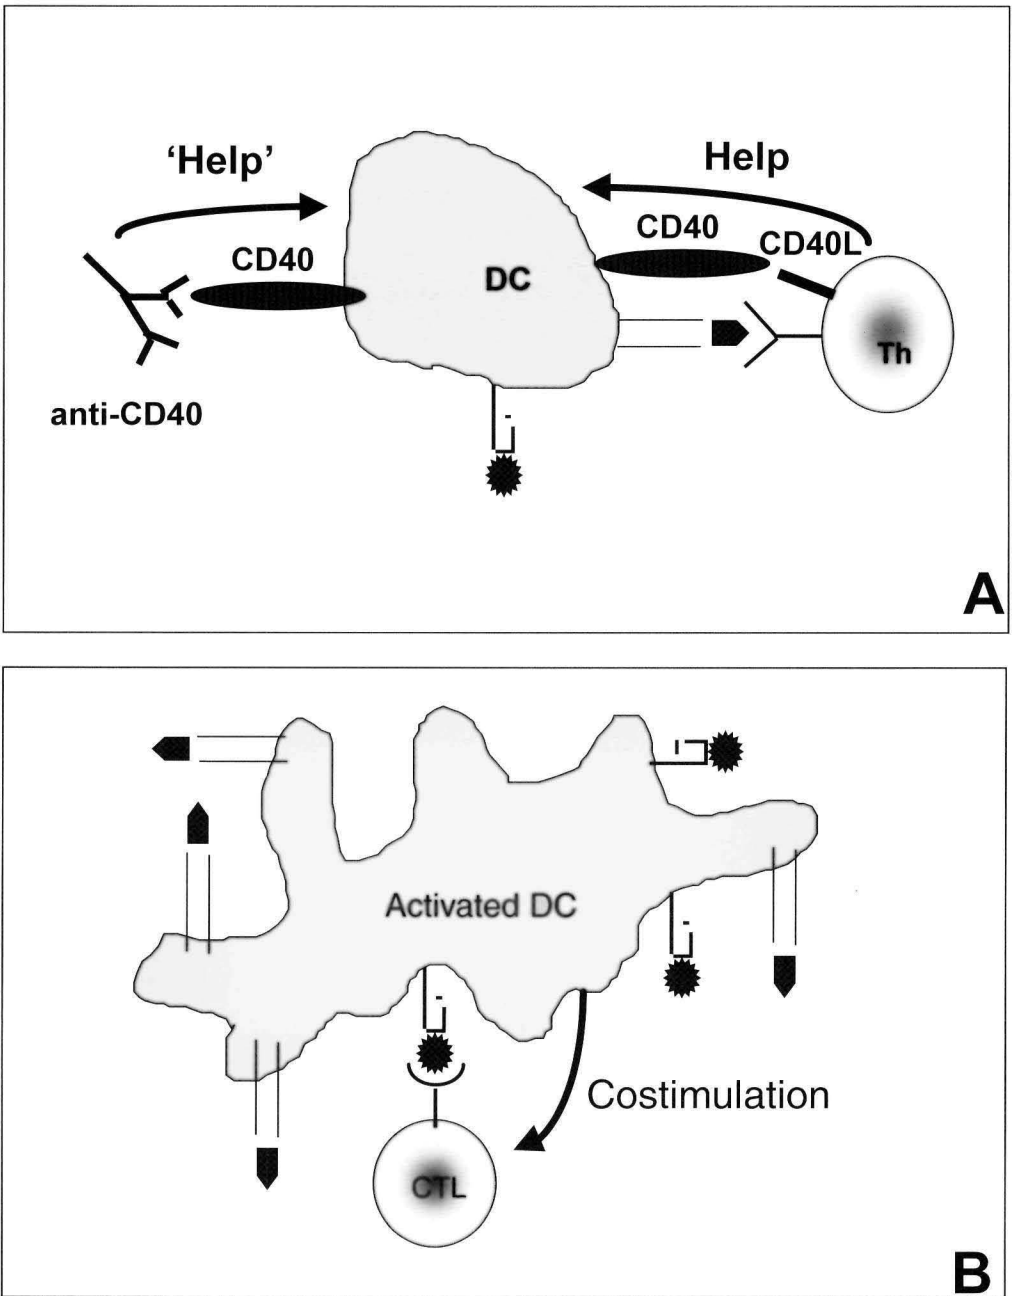 ‘Help’
Help
CD40
CD40
CD40L
DC
Th
anti-CD40
A
Activated DC
Costimulation
CTL
B